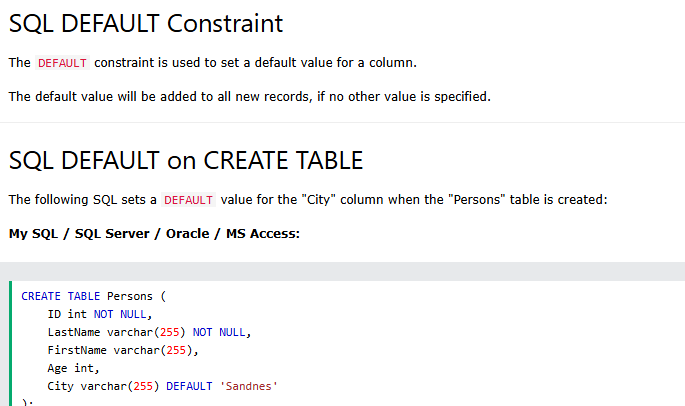 SQL DEFAULT Constraint
The DEFAULT constraint is used to set a default value for a column.
The default value will be added to all new records, if no other value is specified.
SQL DEFAULT on CREATE TABLE
The following SQL sets a DEFAULT value for the "City" column when the "Persons" table is created:
My SQL / SQL Server / Oracle / MS Access:
CREATE TABLE Persons (
    ID int NOT NULL,
    LastName varchar(255) NOT NULL,
    FirstName varchar(255),
    Age int,
    City varchar(255) DEFAULT 'Sandnes'
);